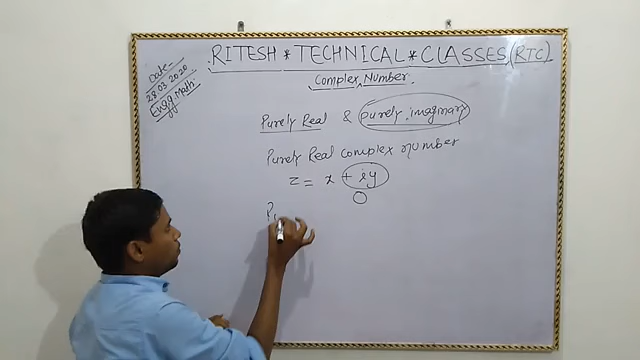 RITESH * TECHNICAL * CLASSES (RTC)
Date-
28.03.2020
Engg. Math
Complex Number
Purely Real & purely imaginary
Purely Real complex number
z = x + iy
0
Pu